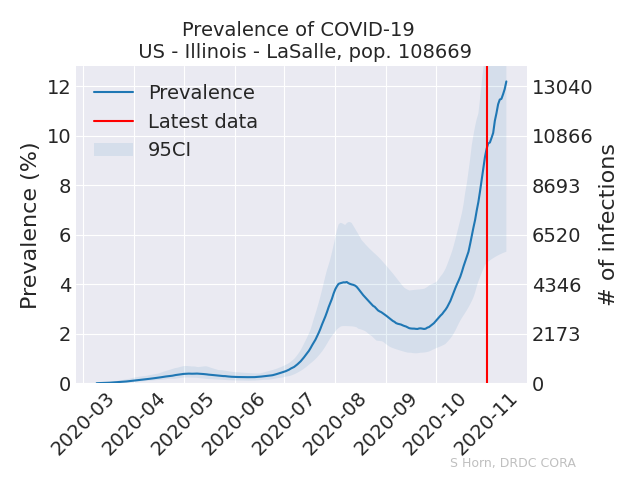 Prevalence of COVID-19
US - Illinois - LaSalle, pop. 108669
Prevalence
Latest data
95CI
Prevalence (%)
12
10
8
6
4
2
0
13040
10866
8693
6520
4346
2173
0
# of infections
2020-03
2020-04
2020-05
2020-06
2020-07
2020-08
2020-09
2020-10
2020-11
S Horn, DRDC CORA